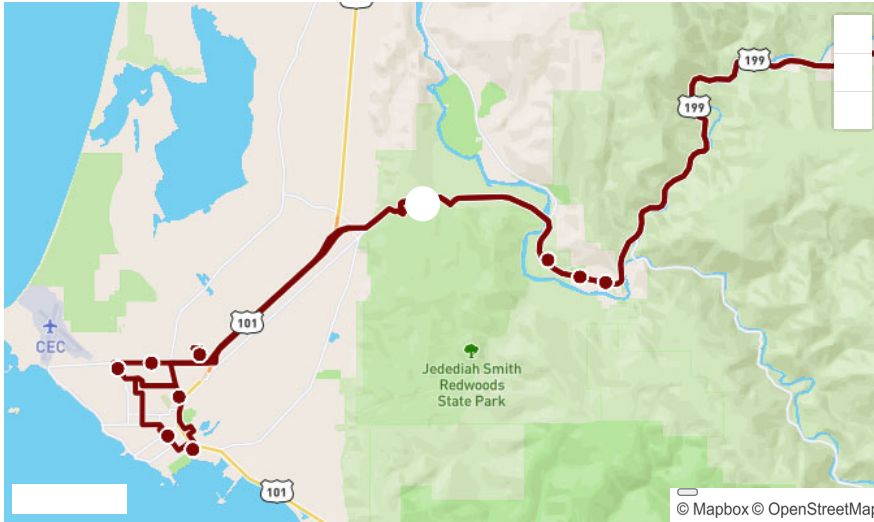 199
199
101
CEC
Jedediah Smith
Redwoods
State Park
101
© Mapbox © OpenStreetMap